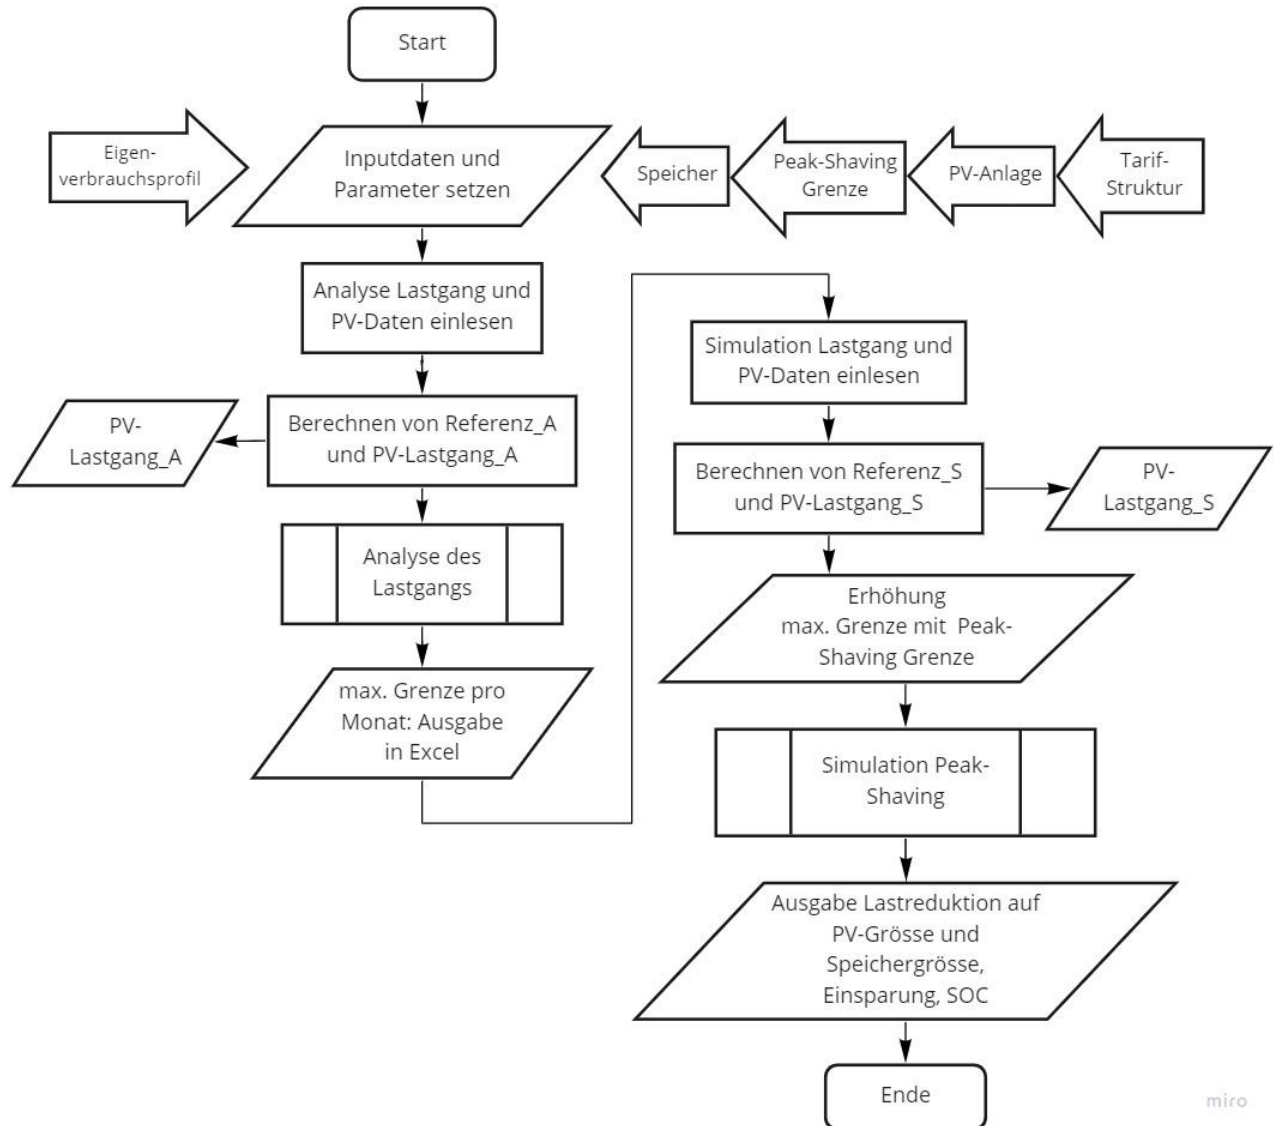 Start
Eigen-
verbrauchsprofil
Inputdaten und
Parameter setzen
Speicher
Peak-Shaving
Grenze
PV-Anlage
Tarif-
Struktur
Analyse Lastgang und
PV-Daten einlesen
Berechnen von Referenz_A
und PV-Lastgang_A
PV-
Lastgang_A
Analyse des
Lastgangs
max. Grenze pro
Monat: Ausgabe
in Excel
Simulation Lastgang und
PV-Daten einlesen
Berechnen von Referenz_S
und PV-Lastgang_S
PV-
Lastgang_S
Erhöhung
max. Grenze mit Peak-
Shaving Grenze
Simulation Peak-
Shaving
Ausgabe Lastreduktion auf
PV-Grösse und
Speichergrösse,
Einsparung, SOC
Ende
miro